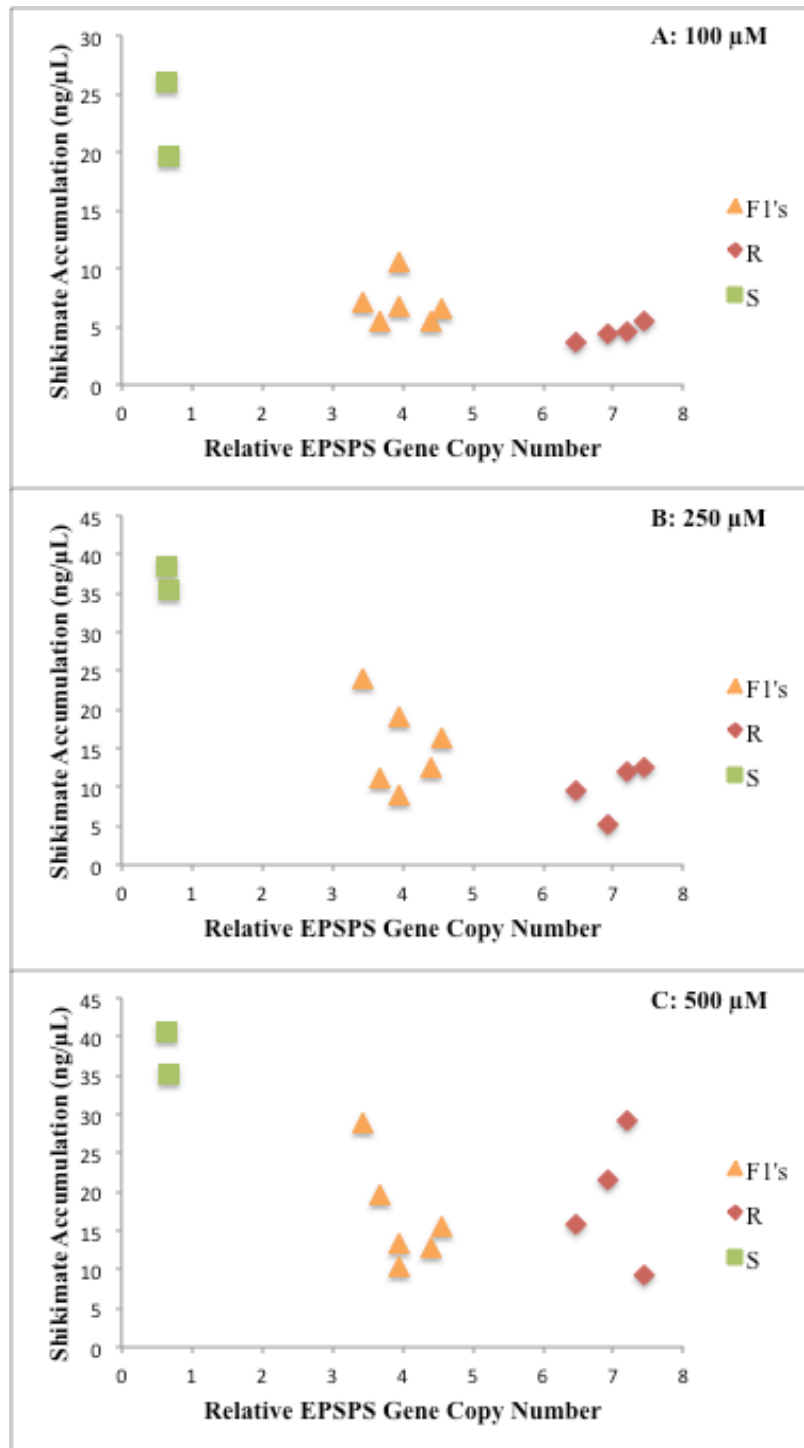 A: 100 µM
Shikimate Accumulation (ng/µL)
30
25
20
15
10
5
0
0 1 2 3 4 5 6 7 8
Relative EPSPS Gene Copy Number
F1's
R
S
B: 250 µM
Shikimate Accumulation (ng/µL)
45
40
35
30
25
20
15
10
5
0
0 1 2 3 4 5 6 7 8
Relative EPSPS Gene Copy Number
F1's
R
S
C: 500 µM
Shikimate Accumulation (ng/µL)
45
40
35
30
25
20
15
10
5
0
0 1 2 3 4 5 6 7 8
Relative EPSPS Gene Copy Number
F1's
R
S